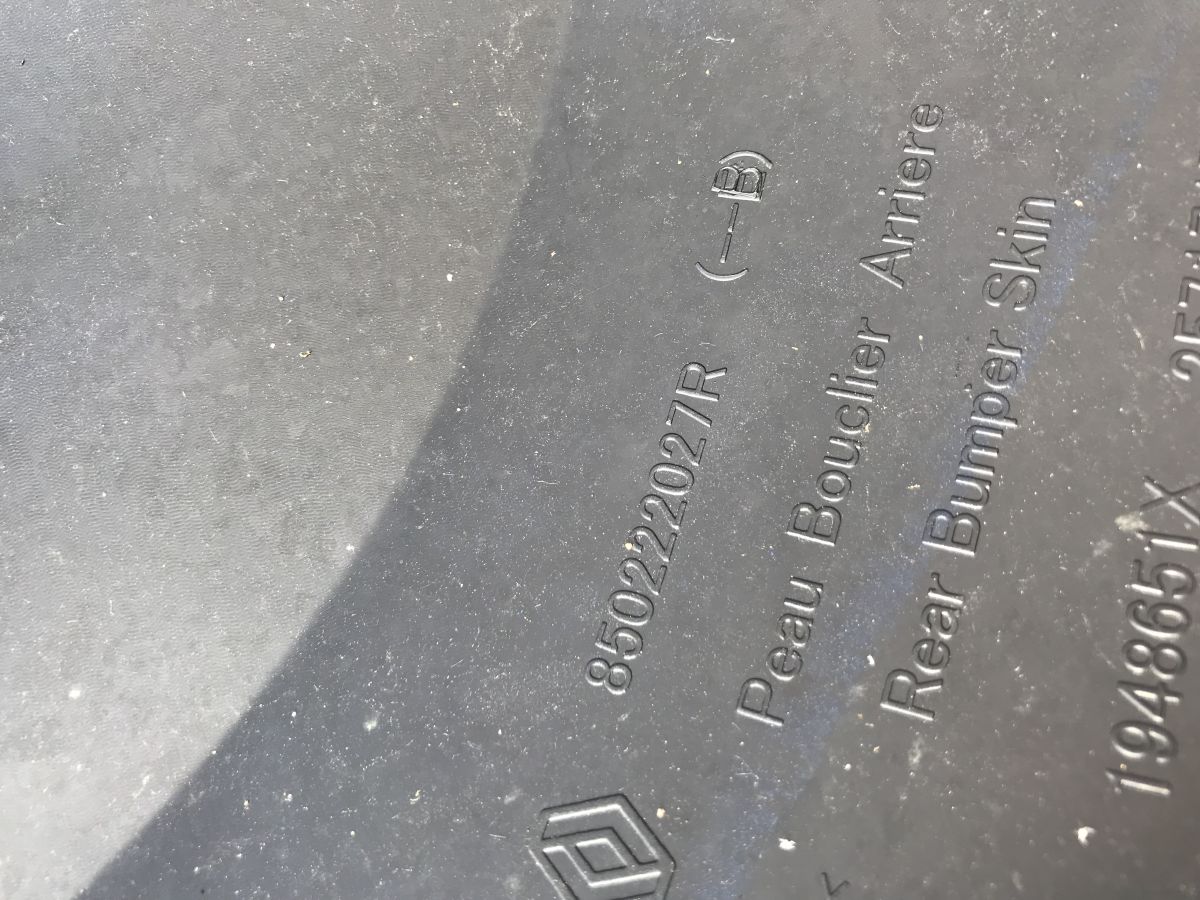 850222027R (—B)
Peau Bouclier Arriere
Rear Bumper Skin
1948651X